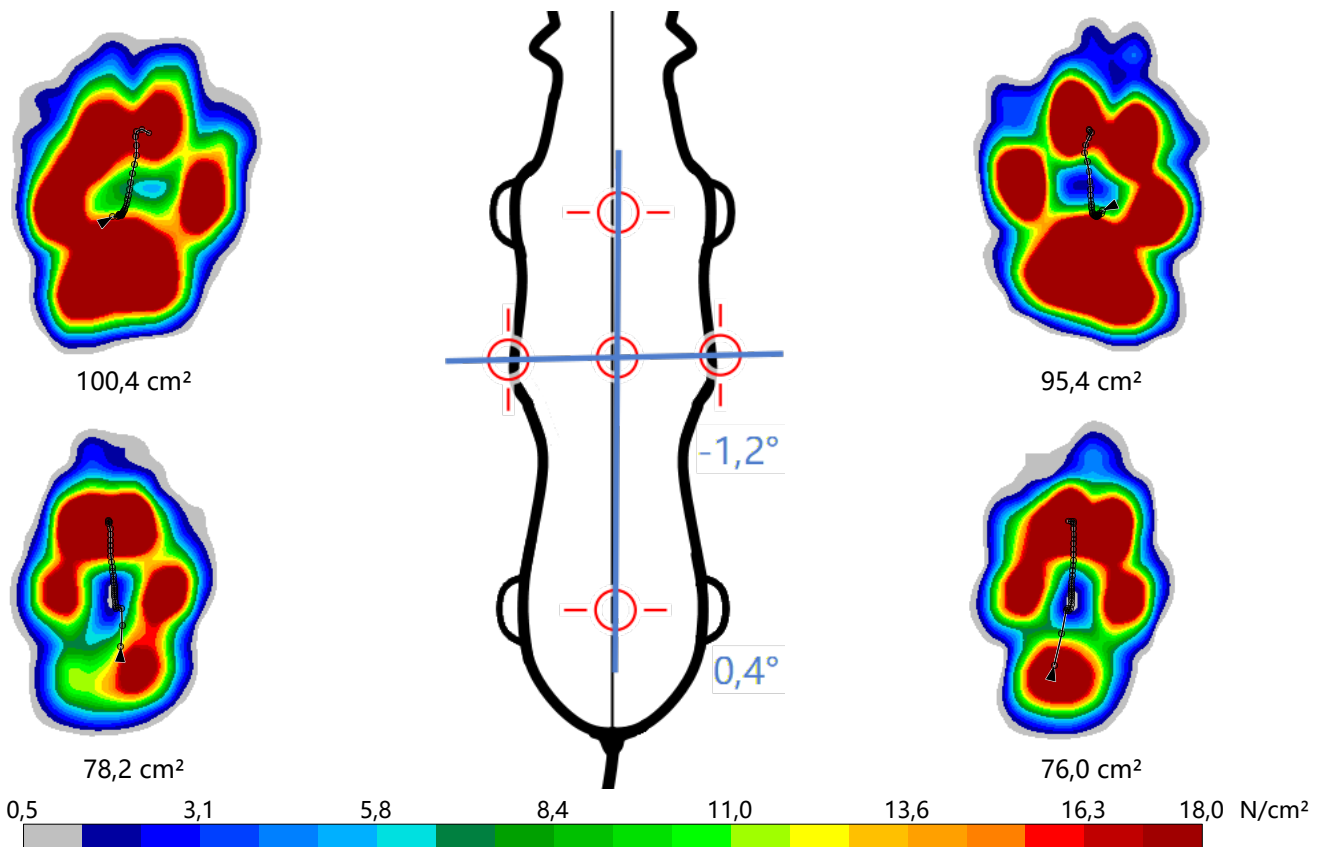 100,4 cm²
95,4 cm²
-1,2°
0,4°
78,2 cm²
76,0 cm²
0,5 3,1 5,8 8,4 11,0 13,6 16,3 18,0 N/cm²